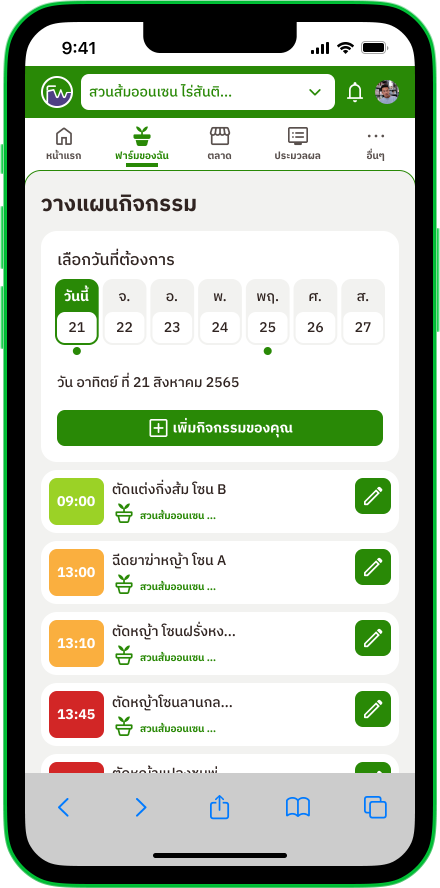 9:41
FW
สวนส้มออนเซน ไร่สันติ...
หน้าแรก
ฟาร์มของฉัน
ตลาด
ประมวลผล
อื่นๆ
วางแผนกิจกรรม
เลือกวันที่ต้องการ
วันนี้ จ. อ. พ. พฤ. ศ. ส.
21 22 23 24 25 26 27
วัน อาทิตย์ ที่ 21 สิงหาคม 2565
เพิ่มกิจกรรมของคุณ
09:00
ตัดแต่งกิ่งส้ม โซน B
สวนส้มออนเซน ...
13:00
ฉีดยาฆ่าหญ้า โซน A
สวนส้มออนเซน ...
13:10
ตัดหญ้า โซนฝรั่งหง...
สวนส้มออนเซน ...
13:45
ตัดหญ้าโซนลานกล...
สวนส้มออนเซน ...